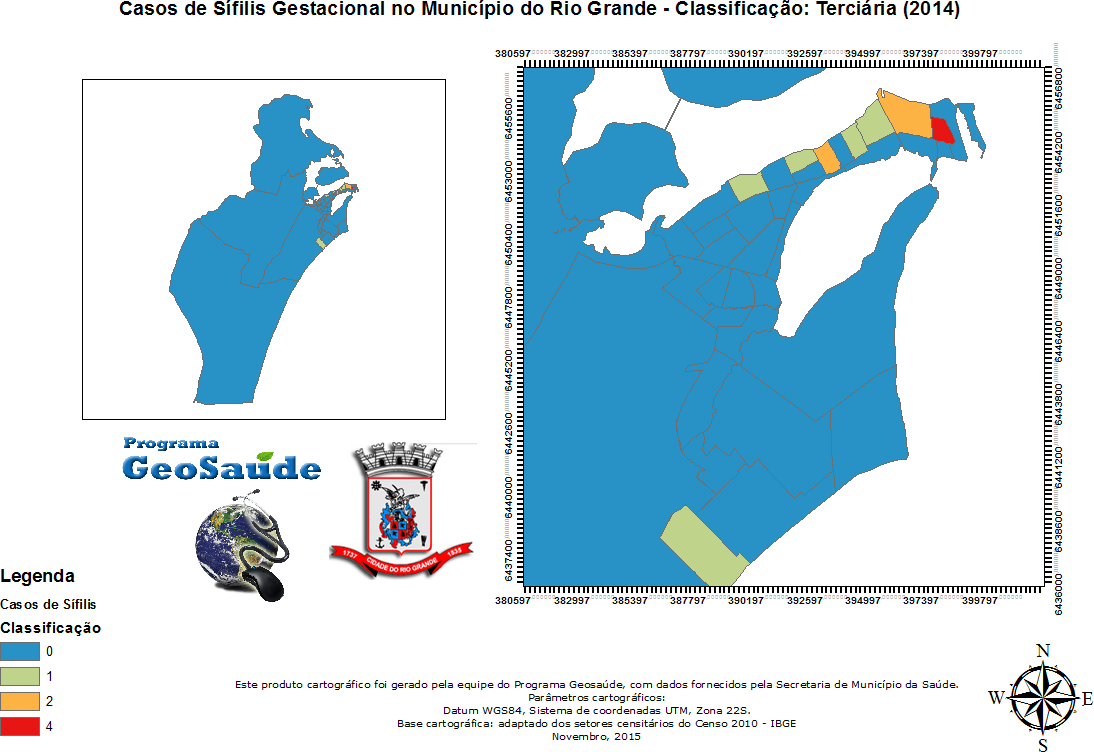 Casos de Sífilis Gestacional no Município do Rio Grande - Classificação: Terciária (2014)
380597 382997 385397 387797 390197 392597 394997 397397 399797
6455600
6453000
6450400
6447800
6445200
6442600
6440000
6437400
6456800
6454200
6451600
6449000
6446400
6443800
6441200
6438600
6436000
380597 382997 385397 387797 390197 392597 394997 397397 399797
Programa
GeoSaúde
1737 CIDADE DO RIO GRANDE 1835
Legenda
Casos de Sífilis
Classificação
0
1
2
4
Este produto cartográfico foi gerado pela equipe do Programa Geosaúde, com dados fornecidos pela Secretaria de Município da Saúde.
Parâmetros cartográficos:
Datum WGS84, Sistema de coordenadas UTM, Zona 22S.
Base cartográfica: adaptado dos setores censitários do Censo 2010 - IBGE
Novembro, 2015
N
W E
S